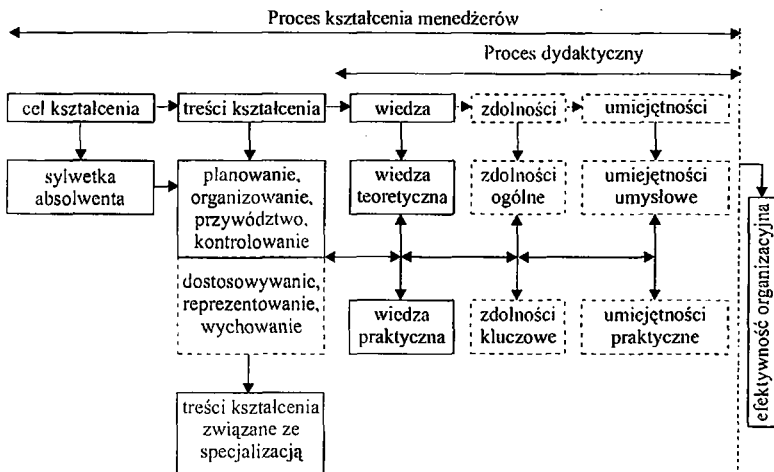 Proces kształcenia menedżerów
Proces dydaktyczny
cel kształcenia
treści kształcenia
wiedza
zdolności
umiejętności
sylwetka
absolwenta
planowanie,
organizowanie,
przywództwo,
kontrolowanie
wiedza
teoretyczna
zdolności
ogólne
umiejętności
umysłowe
dostosowywanie,
reprezentowanie,
wychowanie
wiedza
praktyczna
zdolności
kluczowe
umiejętności
praktyczne
treści kształcenia
związane ze
specjalizacją
efektywność organizacyjna